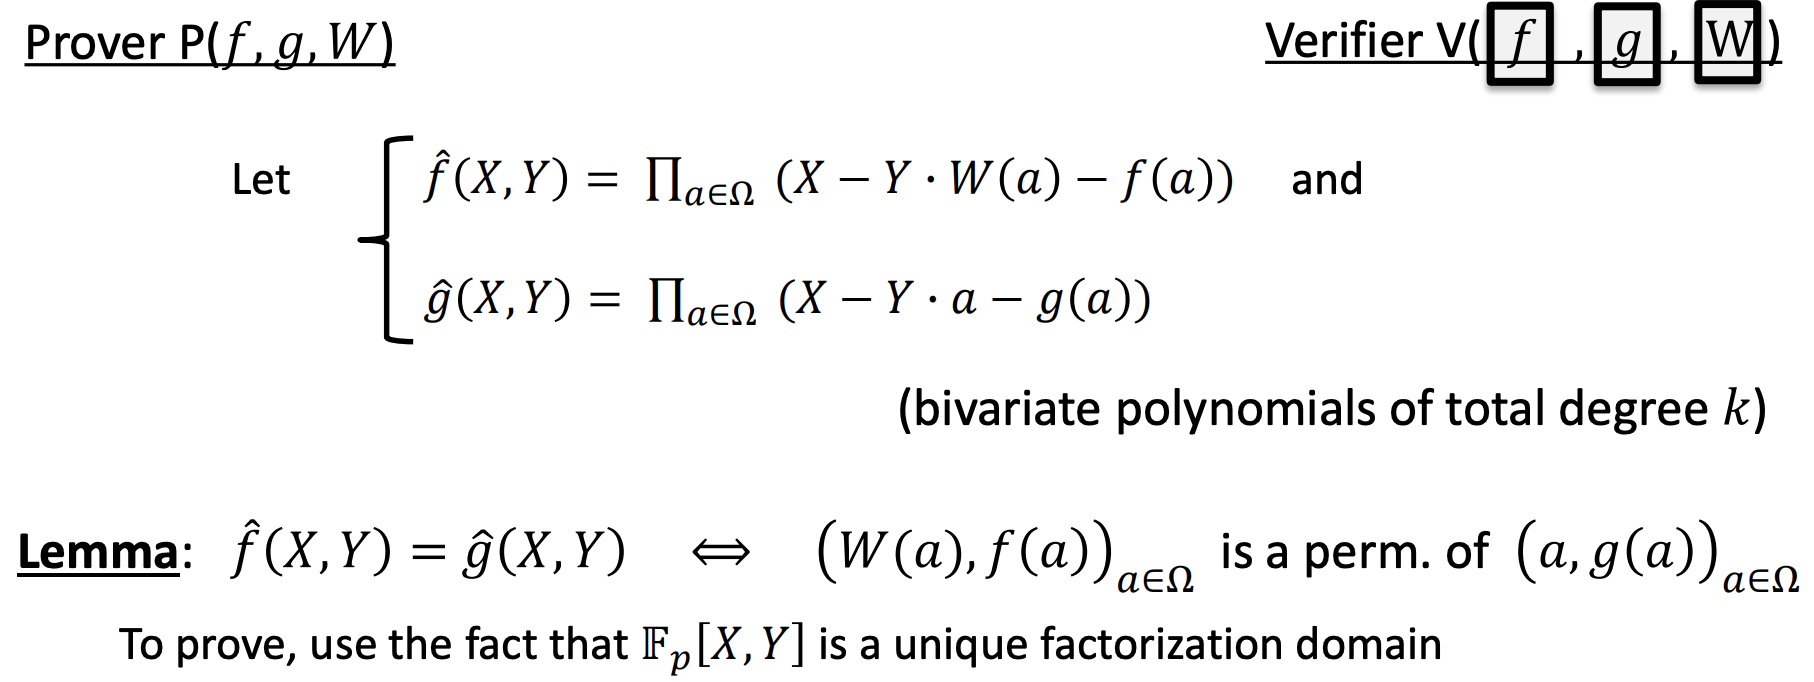 Prover P(f, g, W) Verifier V( f , g , W )
Let f̂(X, Y) = ∏_{a∈Ω} (X − Y · W(a) − f(a)) and
ĝ(X, Y) = ∏_{a∈Ω} (X − Y · a − g(a))
(bivariate polynomials of total degree k)
Lemma: f̂(X, Y) = ĝ(X, Y) ⟺ (W(a), f(a))_{a∈Ω} is a perm. of (a, g(a))_{a∈Ω}
To prove, use the fact that 𝔽_p[X, Y] is a unique factorization domain